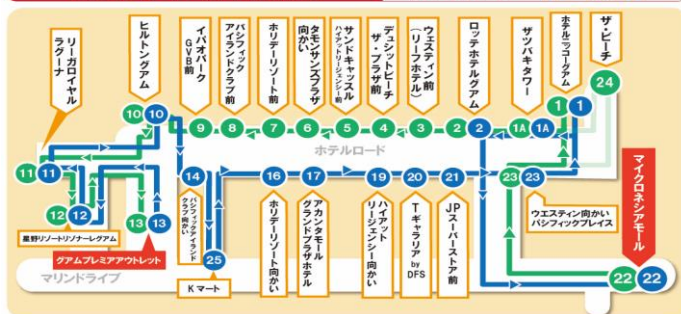 リーガロイヤル
ラグーナ
ヒルトングアム
イパオパーク
GVB前
パシフィック
アイランドクラブ前
ホリデーリゾート前
タモンサンズプラザ
向かい
サンドキャッスル
ハイアットリージェンシー前
デュシットビーチ
ザ・プラザ前
ウェスティン前
(リーフホテル)
ロッテホテルグアム
ザツバキタワー
ホテルニッコーグアム
ザ・ビーチ
24
10 10 9 8 7 6 5 4 3 2 2 1A 1A 1 1
ホテルロード
11 11 14 16 17 19 20 21 23 23
12 12 13 13 25
星野リゾートリゾナーレグアム
グアムプレミアアウトレット
パシフィックアイランド
クラブ向かい
Kマート
ホリデーリゾート向かい
アカンタモール
グランドプラザホテル
ハイアット
リージェンシー向かい
Tギャラリア
by
DFS
JPスーパーストア前
ウエスティン向かい
パシフィックプレイス
マイクロネシアモール
22 22
マリンドライブ